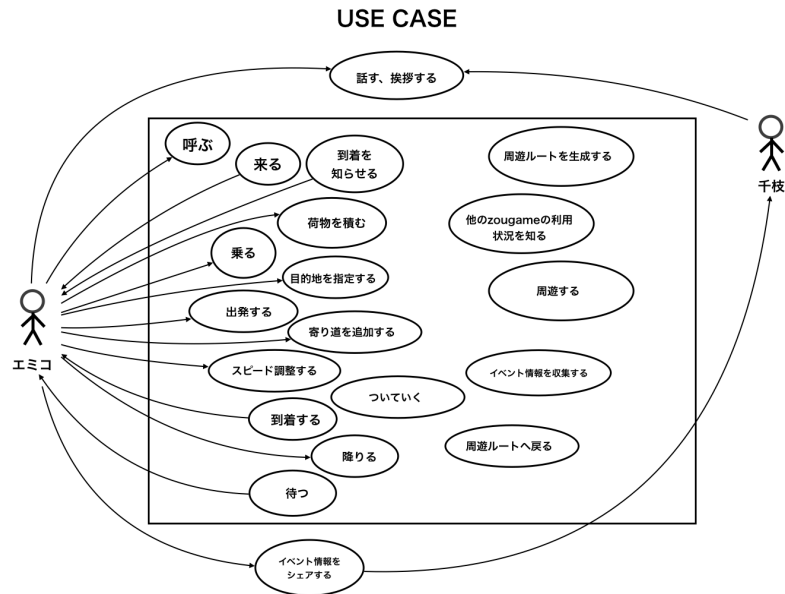 USE CASE
話す、挨拶する
呼ぶ
来る
到着を
知らせる
周遊ルートを生成する
千枝
荷物を積む
他のzougameの利用
状況を知る
乗る
目的地を指定する
周遊する
出発する
寄り道を追加する
エミコ
スピード調整する
イベント情報を収集する
ついていく
到着する
周遊ルートへ戻る
降りる
待つ
イベント情報を
シェアする